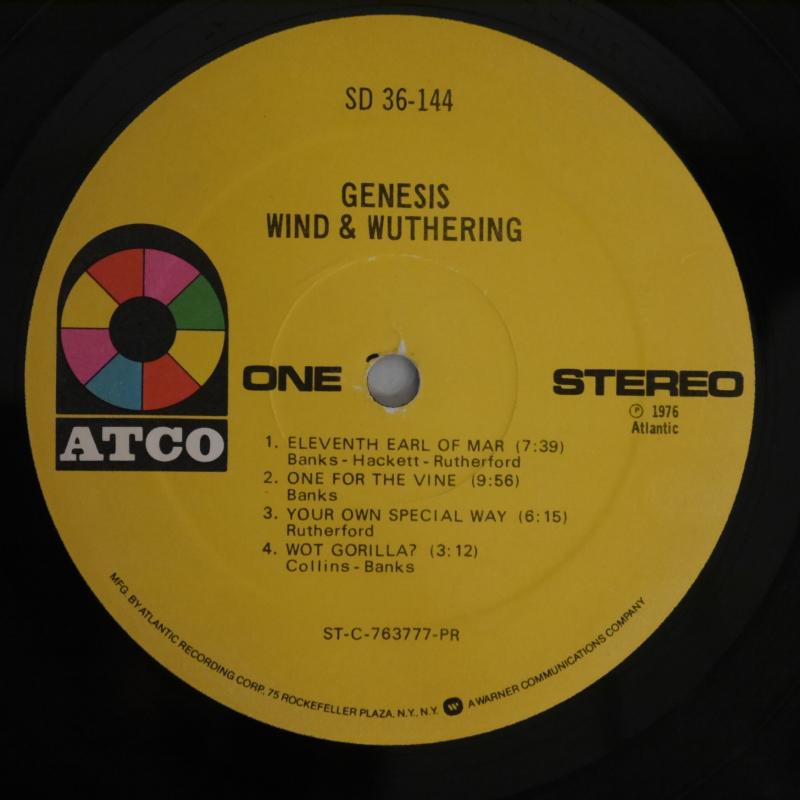 SD 36-144
GENESIS
WIND & WUTHERING
ATCO
ONE
STEREO
℗ 1976
Atlantic
1. ELEVENTH EARL OF MAR (7:39)
Banks - Hackett - Rutherford
2. ONE FOR THE VINE (9:56)
Banks
3. YOUR OWN SPECIAL WAY (6:15)
Rutherford
4. WOT GORILLA? (3:12)
Collins - Banks
ST-C-763777-PR
MFG. BY ATLANTIC RECORDING CORP., 75 ROCKEFELLER PLAZA, N.Y., N.Y. W A WARNER COMMUNICATIONS COMPANY